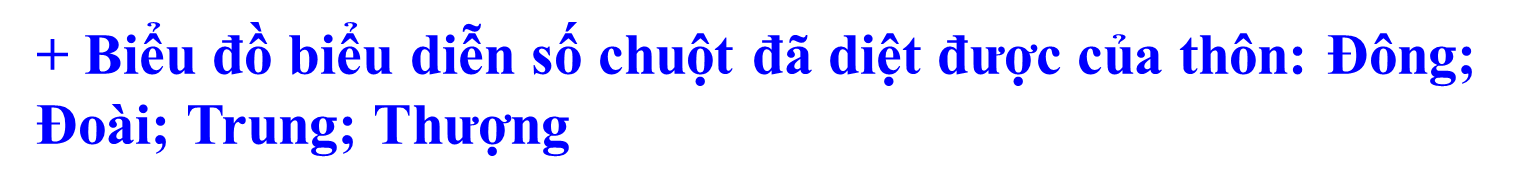 + Biểu đồ biểu diễn số chuột đã diệt được của thôn: Đông;
Đoài; Trung; Thượng